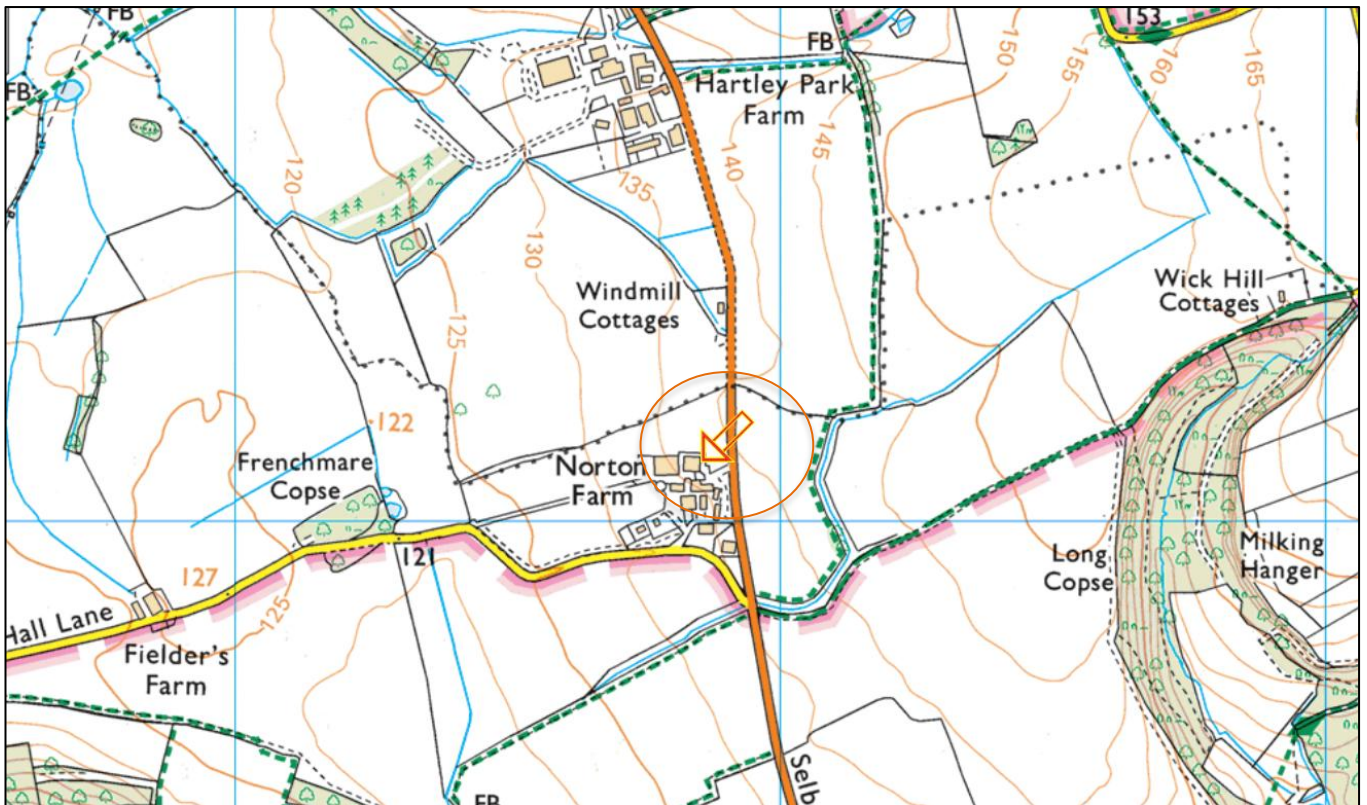 FB
153
FB
150
155
160
165
Hartley Park
Farm
FB
120
135
140
145
130
Windmill
Cottages
Wick Hill
Cottages
125
122
Frenchmare
Copse
Norton
Farm
121
127
Long
Copse
Milking
Hanger
125
Hall Lane
Fielder's
Farm
Selb
FB